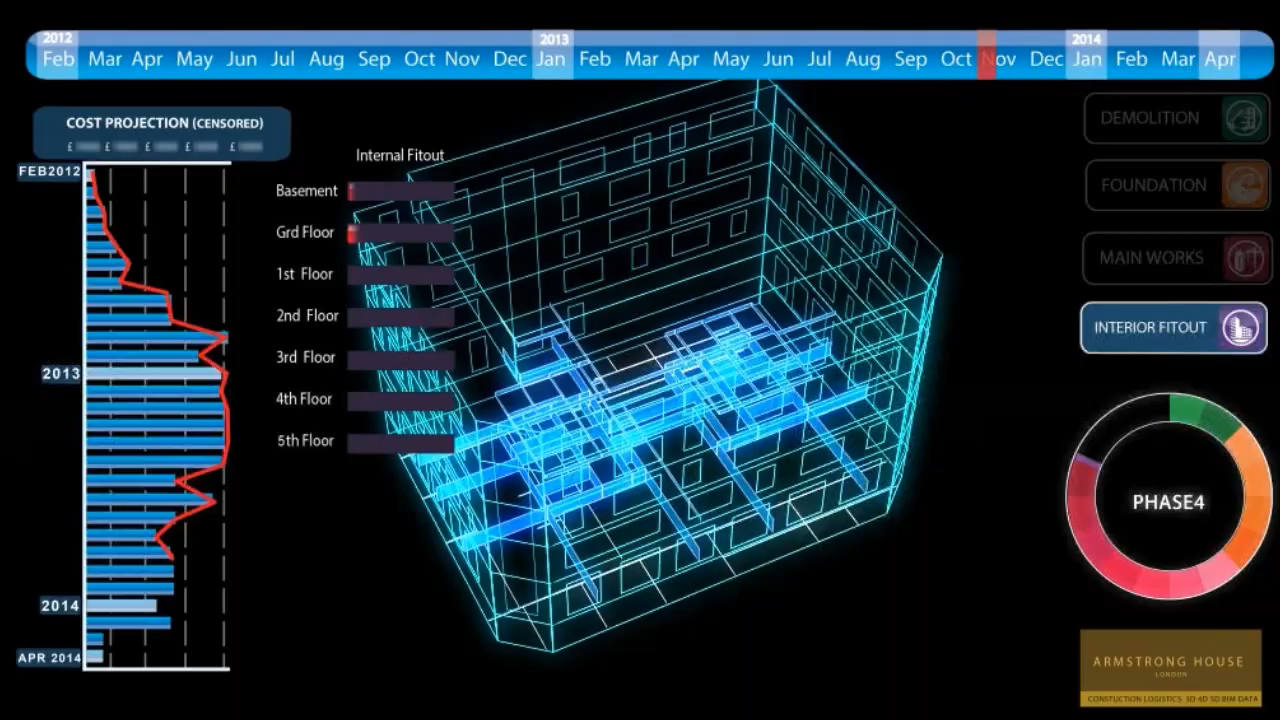 2012 2013 2014
Feb Mar Apr May Jun Jul Aug Sep Oct Nov Dec Jan Feb Mar Apr May Jun Jul Aug Sep Oct Nov Dec Jan Feb Mar Apr
COST PROJECTION (CENSORED)
£ £ £ £ £
FEB2012
2013
2014
APR 2014
Internal Fitout
Basement
Grd Floor
1st Floor
2nd Floor
3rd Floor
4th Floor
5th Floor
DEMOLITION
FOUNDATION
MAIN WORKS
INTERIOR FITOUT
PHASE4
ARMSTRONG HOUSE
LONDON
CONSTUCTION LOGISTICS 3D 4D 5D BIM DATA